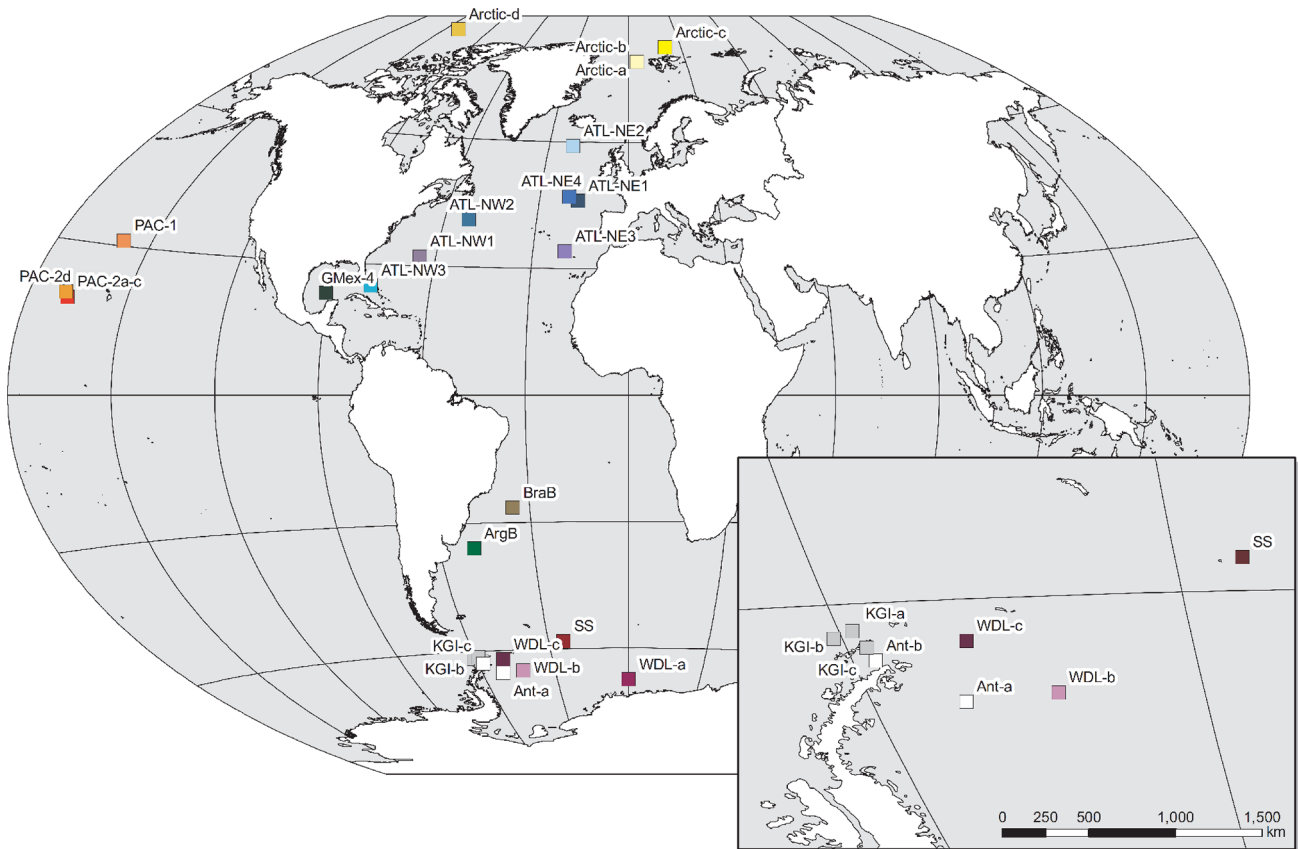 Arctic-d
Arctic-b
Arctic-c
Arctic-a
ATL-NE2
ATL-NE4
ATL-NE1
ATL-NW2
PAC-1
ATL-NE3
ATL-NW1
ATL-NW3
PAC-2d
PAC-2a-c
GMex-4
BraB
ArgB
SS
KGI-c
WDL-c
KGI-b
WDL-b
WDL-a
Ant-a
SS
KGI-a
KGI-b
Ant-b
WDL-c
KGI-c
Ant-a
WDL-b
0 250 500 1,000 1,500
km